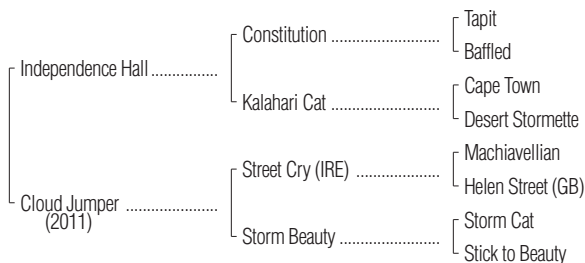 Tapit
Constitution
Baffled
Independence Hall
Cape Town
Kalahari Cat
Desert Stormette
Machiavellian
Street Cry (IRE)
Helen Street (GB)
Cloud Jumper
(2011)
Storm Cat
Storm Beauty
Stick to Beauty